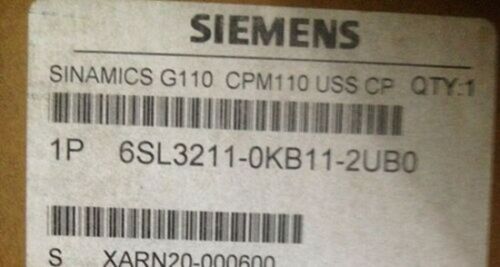 SIEMENS
SINAMICS G110 CPM110 USS CP QTY:1
1P 6SL3211-0KB11-2UB0
S XARN20-000600